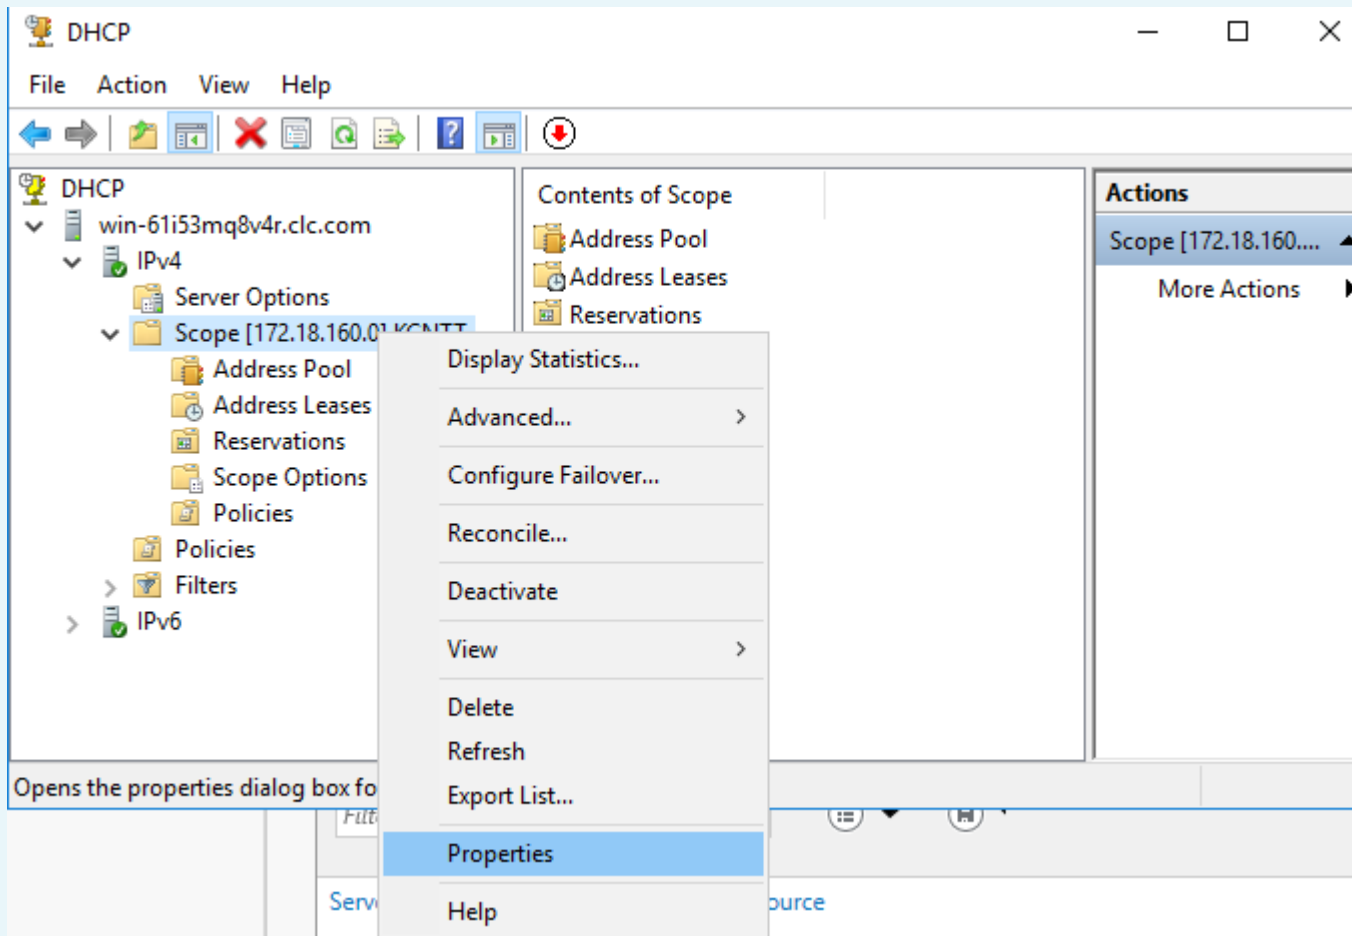 DHCP
File Action View Help
DHCP
win-61i53mq8v4r.clc.com
IPv4
Server Options
Scope [172.18.160.0] KCNTT
Address Pool
Address Leases
Reservations
Scope Options
Policies
Policies
Filters
IPv6
Contents of Scope
Address Pool
Address Leases
Reservations
Actions
Scope [172.18.160....
More Actions
Display Statistics...
Advanced...
Configure Failover...
Reconcile...
Deactivate
View
Delete
Refresh
Export List...
Properties
Help
Opens the properties dialog box fo